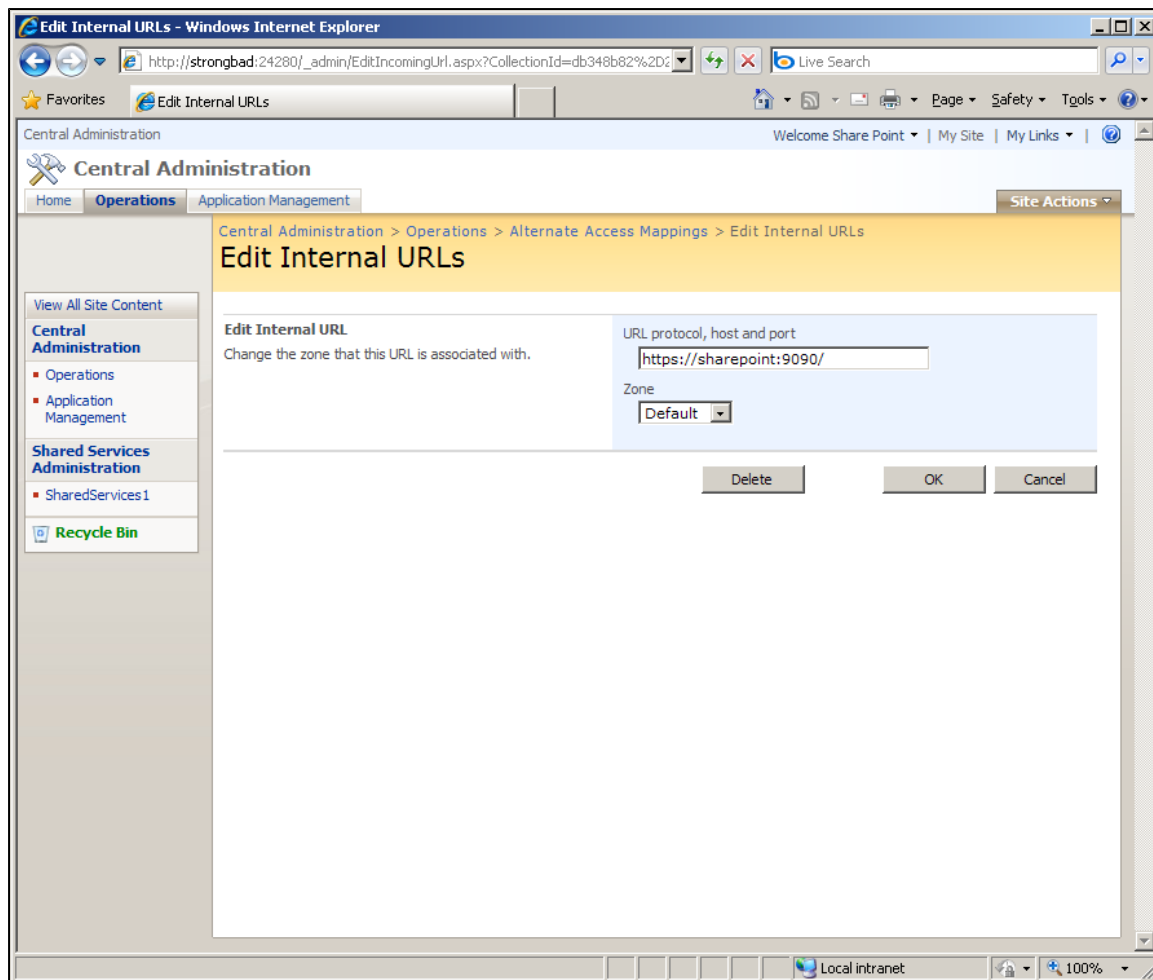 Edit Internal URLs - Windows Internet Explorer
http://strongbad:24280/_admin/EditIncomingUrl.aspx?CollectionId=db348b82%2D2
Live Search
Favorites
Edit Internal URLs
Page
Safety
Tools
Central Administration
Welcome Share Point | My Site | My Links |
Central Administration
Home
Operations
Application Management
Site Actions
Central Administration > Operations > Alternate Access Mappings > Edit Internal URLs
Edit Internal URLs
View All Site Content
Central
Administration
Operations
Application
Management
Shared Services
Administration
SharedServices1
Recycle Bin
Edit Internal URL
Change the zone that this URL is associated with.
URL protocol, host and port
https://sharepoint:9090/
Zone
Default
Delete
OK
Cancel
Local intranet
100%